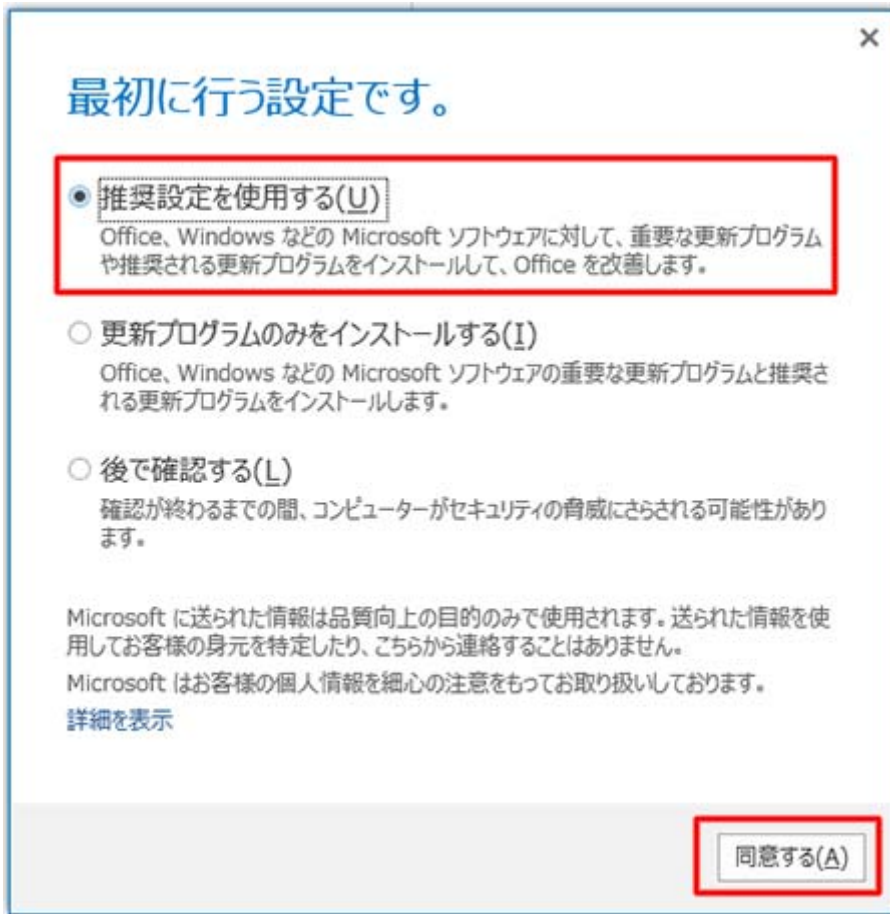 最初に行う設定です。
推奨設定を使用する(U)
Office、Windows などの Microsoft ソフトウェアに対して、重要な更新プログラム
や推奨される更新プログラムをインストールして、Office を改善します。
更新プログラムのみをインストールする(I)
Office、Windows などの Microsoft ソフトウェアの重要な更新プログラムと推奨さ
れる更新プログラムをインストールします。
後で確認する(L)
確認が終わるまでの間、コンピューターがセキュリティの脅威にさらされる可能性があり
ます。
Microsoft に送られた情報は品質向上の目的のみで使用されます。送られた情報を使
用してお客様の身元を特定したり、こちらから連絡することはありません。
Microsoft はお客様の個人情報を細心の注意をもってお取り扱いしております。
詳細を表示
同意する(A)